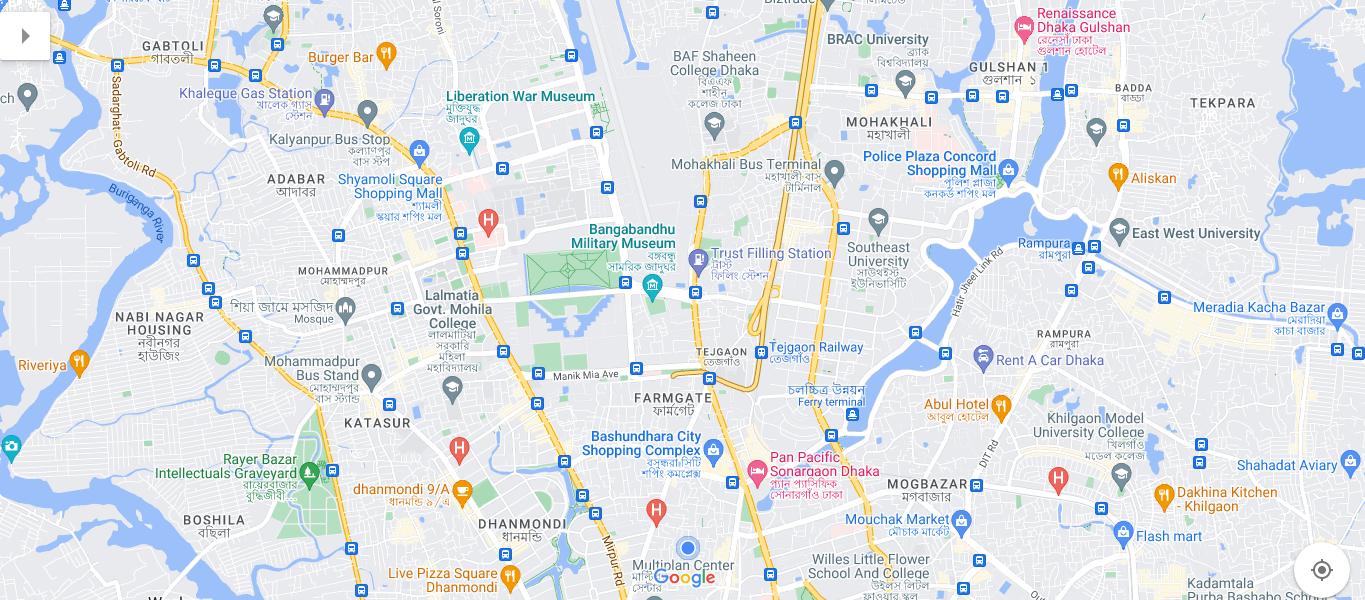 GABTOLI
গাবতলী
Burger Bar
Khaleque Gas Station
খালেক গ্যাস
স্টেশন
Kalyanpur Bus Stop
কল্যাণপুর
বাস স্টপ
Sadarghat - Gabtoli Rd
Buriganga River
ADABAR
আদাবর
Shyamoli Square
Shopping Mall
শ্যামলী
স্কয়ার শপিং মল
Liberation War Museum
মুক্তিযুদ্ধ
জাদুঘর
BAF Shaheen
College Dhaka
বিএএফ
শাহীন
কলেজ ঢাকা
BRAC University
ব্র্যাক
বিশ্ববিদ্যালয়
Renaissance
Dhaka Gulshan
রেনেসাঁ ঢাকা
গুলশান হোটেল
GULSHAN 1
গুলশান ১
BADDA
বাড্ডা
TEKPARA
MOHAKHALI
মহাখালী
Mohakhali Bus Terminal
মহাখালী বাস
টার্মিনাল
Police Plaza Concord
Shopping Mall
পুলিশ প্লাজা
কনকর্ড শপিং মল
Aliskan
East West University
Rampura
রামপুরা
Hatir Jheel Link Rd
Southeast
University
সাউথইস্ট
ইউনিভার্সিটি
Bangabandhu
Military Museum
বঙ্গবন্ধু
সামরিক জাদুঘর
Trust Filling Station
ট্রাস্ট
ফিলিং স্টেশন
MOHAMMADPUR
মোহাম্মদপুর
শিয়া জামে মসজিদ
Mosque
NABI NAGAR
HOUSING
নবীনগর
হাউজিং
Lalmatia
Govt. Mohila
College
লালমাটিয়া
সরকারি
মহিলা
মহাবিদ্যালয়
Meradia Kacha Bazar
মেরাদিয়া
কাচা বাজার
RAMPURA
রামপুরা
Rent A Car Dhaka
TEJGAON
তেজগাঁও
Tejgaon Railway
তেজগাঁও
Riveriya
Mohammadpur
Bus Stand
মোহাম্মদপুর
বাস স্ট্যান্ড
Manik Mia Ave
FARMGATE
ফার্মগেট
চলচ্চিত্র উন্নয়ন
Ferry terminal
Abul Hotel
আবুল হোটেল
Khilgaon Model
University College
খিলগাঁও
মডেল কলেজ
KATASUR
Bashundhara City
Shopping Complex
বসুন্ধরা সিটি
শপিং কমপ্লেক্স
Pan Pacific
Sonargaon Dhaka
প্যান প্যাসিফিক
সোনারগাঁও ঢাকা
DIT Rd
MOGBAZAR
মগবাজার
Shahadat Aviary
Rayer Bazar
Intellectuals Graveyard
রায়েরবাজার
বুদ্ধিজীবী...
dhanmondi 9/A
ধানমন্ডি ৯/এ
Dakhina Kitchen
- Khilgaon
BOSHILA
বছিলা
DHANMONDI
ধানমন্ডি
Mirpur Rd
Mouchak Market
মৌচাক মার্কেট
Flash mart
Live Pizza Square
Dhanmondi
Multiplan Center
সেন্টার
Google
Willes Little Flower
School And College
উইলস লিটল
ফ্লাওয়ার স্কুল
Kadamtala
Purba Bashabo